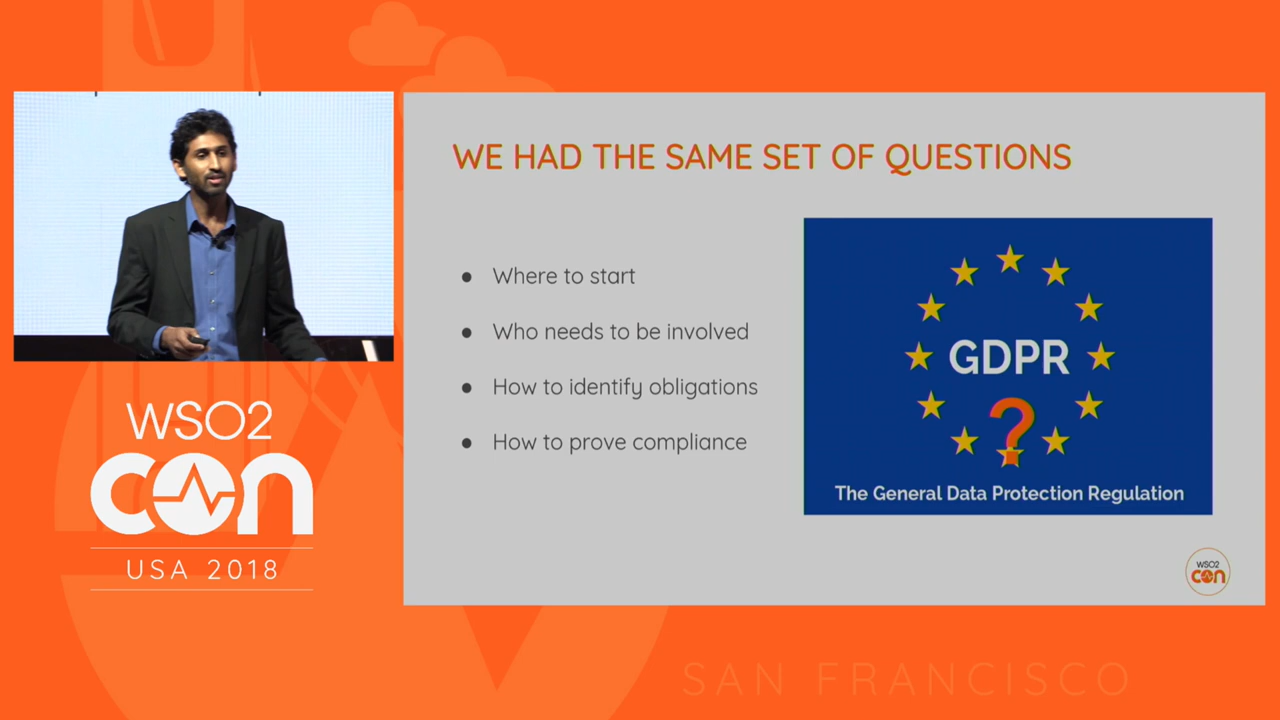 WE HAD THE SAME SET OF QUESTIONS
● Where to start
● Who needs to be involved
● How to identify obligations
● How to prove compliance
GDPR
?
The General Data Protection Regulation
WSO2
con
WSO2
con
USA 2018
SAN FRANCISCO